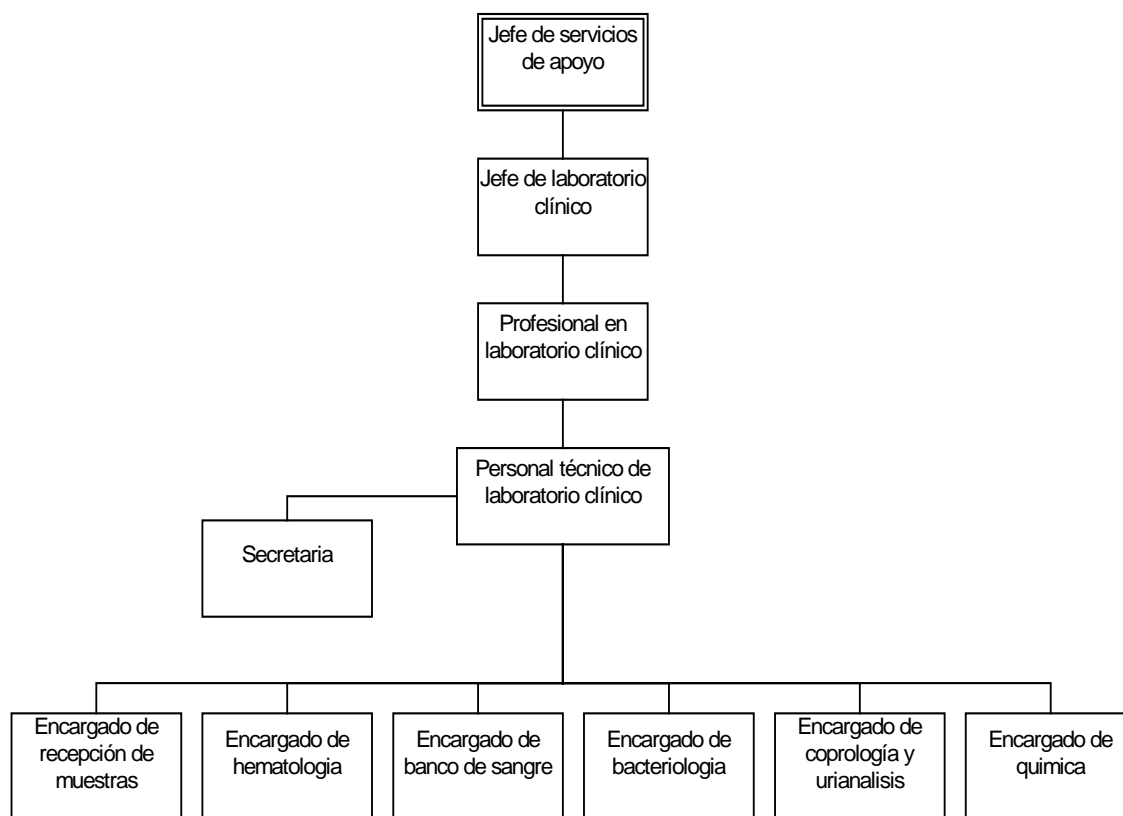 Jefe de servicios
de apoyo
Jefe de laboratorio
clínico
Profesional en
laboratorio clínico
Personal técnico de
laboratorio clínico
Secretaria
Encargado de
recepción de
muestras
Encargado de
hematologia
Encargado de
banco de sangre
Encargado de
bacteriologia
Encargado de
coprología y
urianalisis
Encargado de
quimica